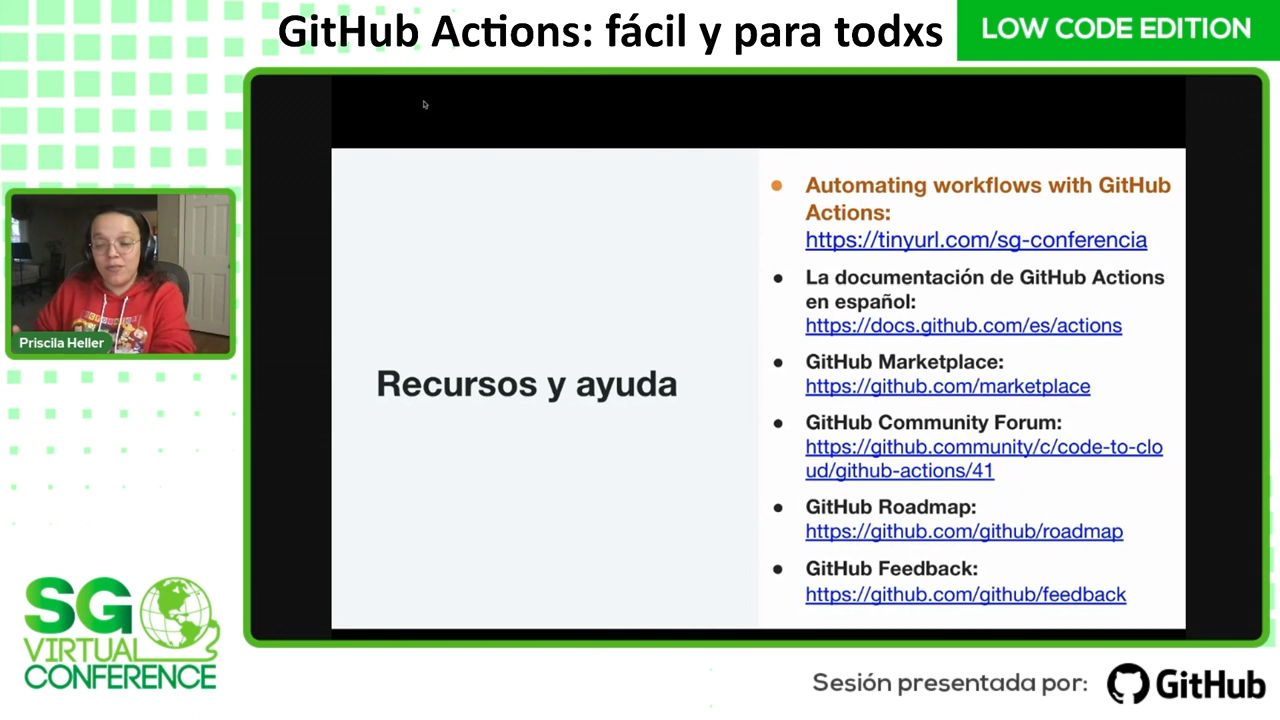 GitHub Actions: fácil y para todxs
LOW CODE EDITION
Priscila Heller
Recursos y ayuda
● Automating workflows with GitHub
Actions:
https://tinyurl.com/sg-conferencia
● La documentación de GitHub Actions
en español:
https://docs.github.com/es/actions
● GitHub Marketplace:
https://github.com/marketplace
● GitHub Community Forum:
https://github.community/c/code-to-clo
ud/github-actions/41
● GitHub Roadmap:
https://github.com/github/roadmap
● GitHub Feedback:
https://github.com/github/feedback
SG
VIRTUAL
CONFERENCE
Sesión presentada por:
GitHub